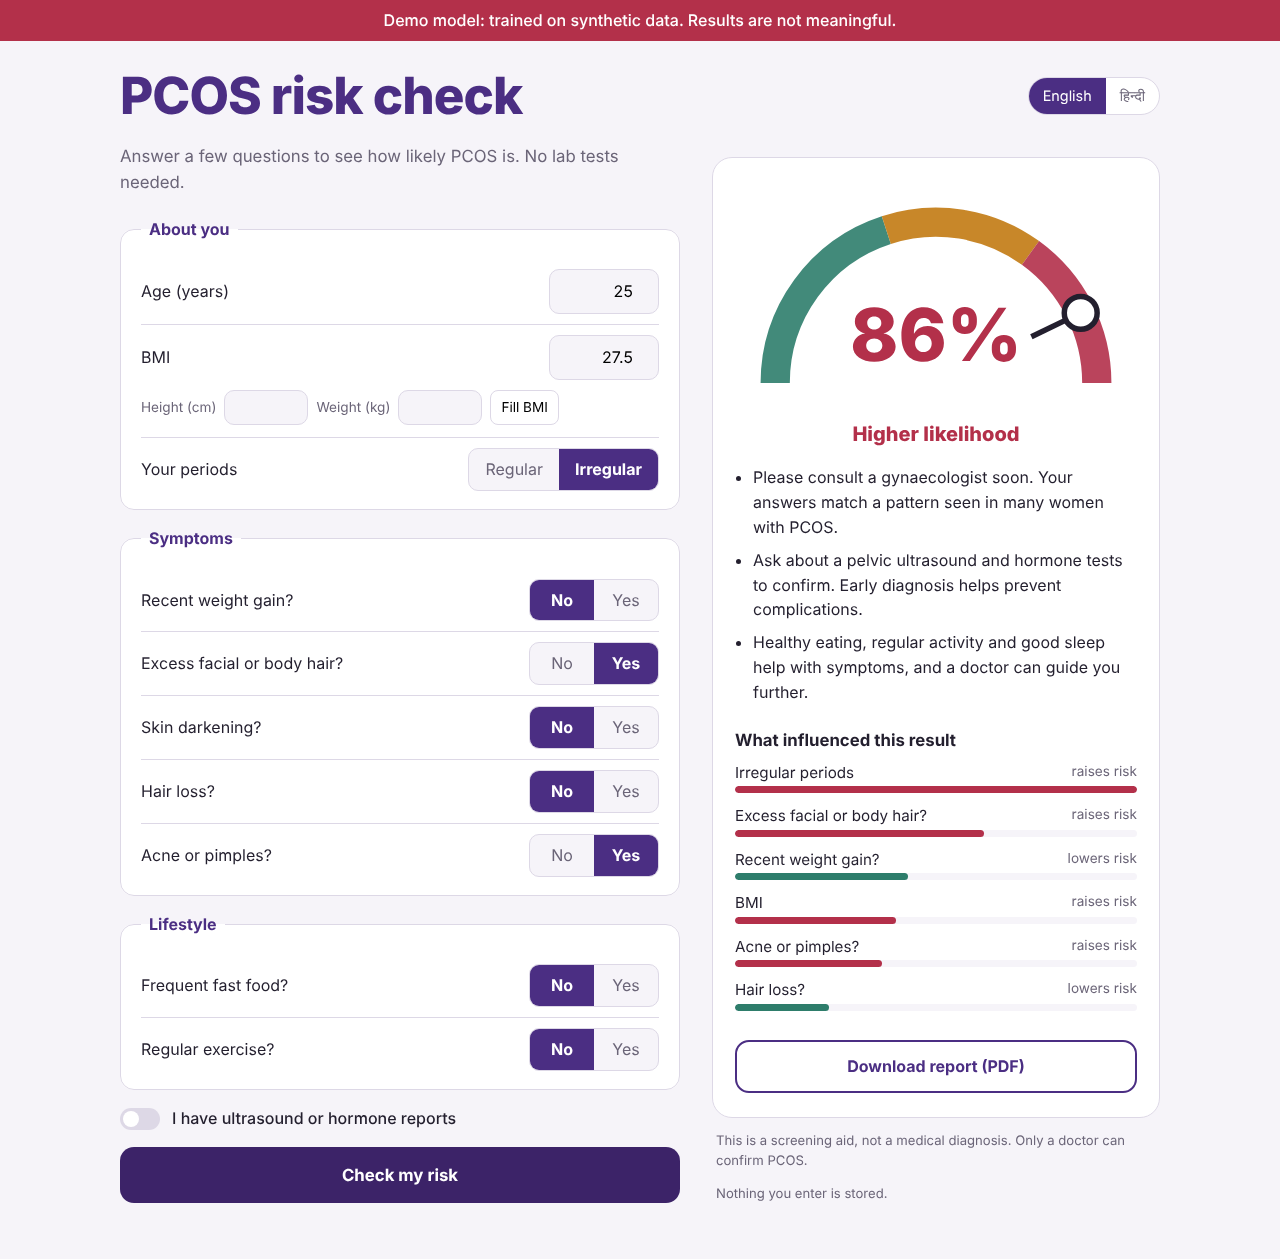 Demo model: trained on synthetic data. Results are not meaningful.
PCOS risk check
English
हिन्दी
Answer a few questions to see how likely PCOS is. No lab tests
needed.
About you
Age (years)
25
BMI
27.5
Height (cm)
Weight (kg)
Fill BMI
Your periods
Regular
Irregular
Symptoms
Recent weight gain?
No
Yes
Excess facial or body hair?
No
Yes
Skin darkening?
No
Yes
Hair loss?
No
Yes
Acne or pimples?
No
Yes
Lifestyle
Frequent fast food?
No
Yes
Regular exercise?
No
Yes
I have ultrasound or hormone reports
Check my risk
86%
Higher likelihood
Please consult a gynaecologist soon. Your
answers match a pattern seen in many women
with PCOS.
Ask about a pelvic ultrasound and hormone tests
to confirm. Early diagnosis helps prevent
complications.
Healthy eating, regular activity and good sleep
help with symptoms, and a doctor can guide you
further.
What influenced this result
Irregular periods
raises risk
Excess facial or body hair?
raises risk
Recent weight gain?
lowers risk
BMI
raises risk
Acne or pimples?
raises risk
Hair loss?
lowers risk
Download report (PDF)
This is a screening aid, not a medical diagnosis. Only a doctor can
confirm PCOS.
Nothing you enter is stored.